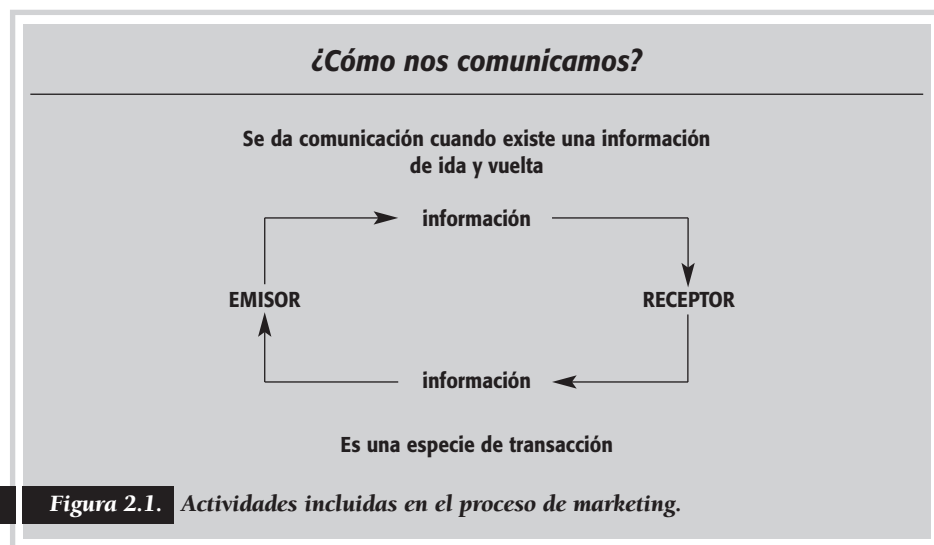 ¿Cómo nos comunicamos?
Se da comunicación cuando existe una información
de ida y vuelta
información
EMISOR
RECEPTOR
información
Es una especie de transacción
Figura 2.1. Actividades incluidas en el proceso de marketing.